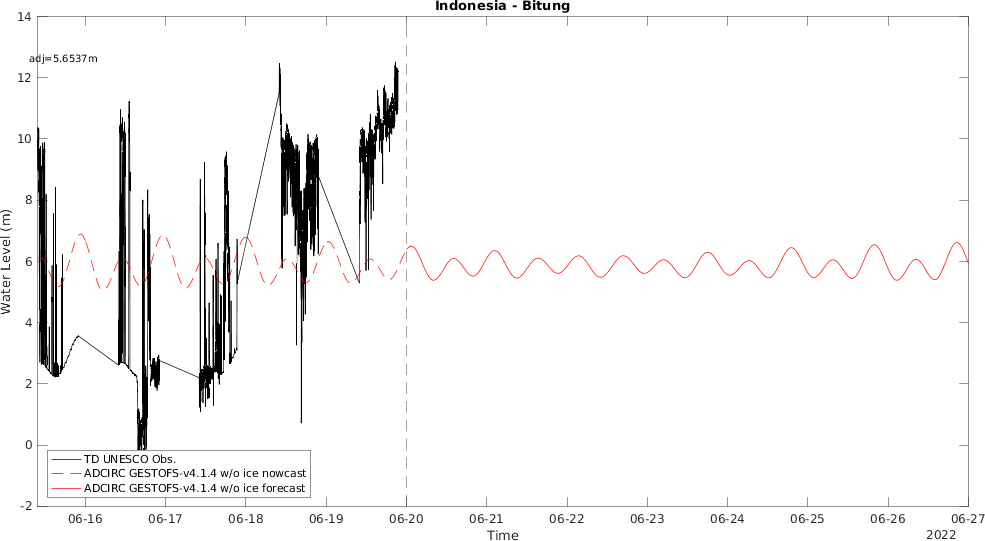 Indonesia - Bitung
14
adj=5.6537m
12
10
8
6
4
2
0
-2
Water Level (m)
TD UNESCO Obs.
ADCIRC GESTOFS-v4.1.4 w/o ice nowcast
ADCIRC GESTOFS-v4.1.4 w/o ice forecast
06-16 06-17 06-18 06-19 06-20 06-21 06-22 06-23 06-24 06-25 06-26 06-27
Time
2022